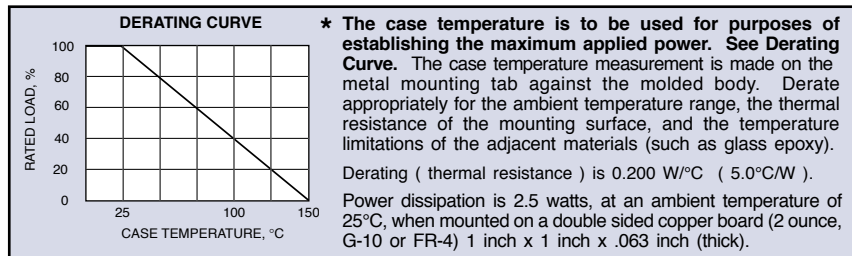 DERATING CURVE
RATED LOAD, %
100
80
60
40
20
0
25
100
150
CASE TEMPERATURE, °C
* The case temperature is to be used for purposes of
establishing the maximum applied power. See Derating
Curve. The case temperature measurement is made on the
metal mounting tab against the molded body. Derate
appropriately for the ambient temperature range, the thermal
resistance of the mounting surface, and the temperature
limitations of the adjacent materials (such as glass epoxy).
Derating ( thermal resistance ) is 0.200 W/°C ( 5.0°C/W ).
Power dissipation is 2.5 watts, at an ambient temperature of
25°C, when mounted on a double sided copper board (2 ounce,
G-10 or FR-4) 1 inch x 1 inch x .063 inch (thick).